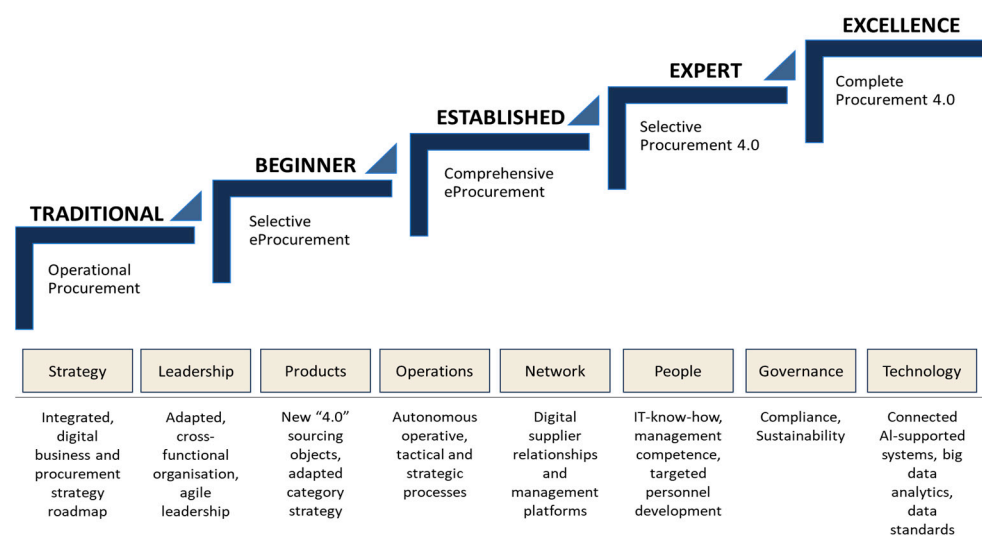 EXCELLENCE
Complete
Procurement 4.0
EXPERT
Selective
Procurement 4.0
ESTABLISHED
Comprehensive
eProcurement
BEGINNER
Selective
eProcurement
TRADITIONAL
Operational
Procurement
Strategy
Leadership
Products
Operations
Network
People
Governance
Technology
Integrated,
digital
business and
procurement
strategy
roadmap
Adapted,
cross-
functional
organisation,
agile
leadership
New “4.0”
sourcing
objects,
adapted
category
strategy
Autonomous
operative,
tactical and
strategic
processes
Digital
supplier
relationships
and
management
platforms
IT-know-how,
management
competence,
targeted
personnel
development
Compliance,
Sustainability
Connected
AI-supported
systems, big
data
analytics,
data
standards